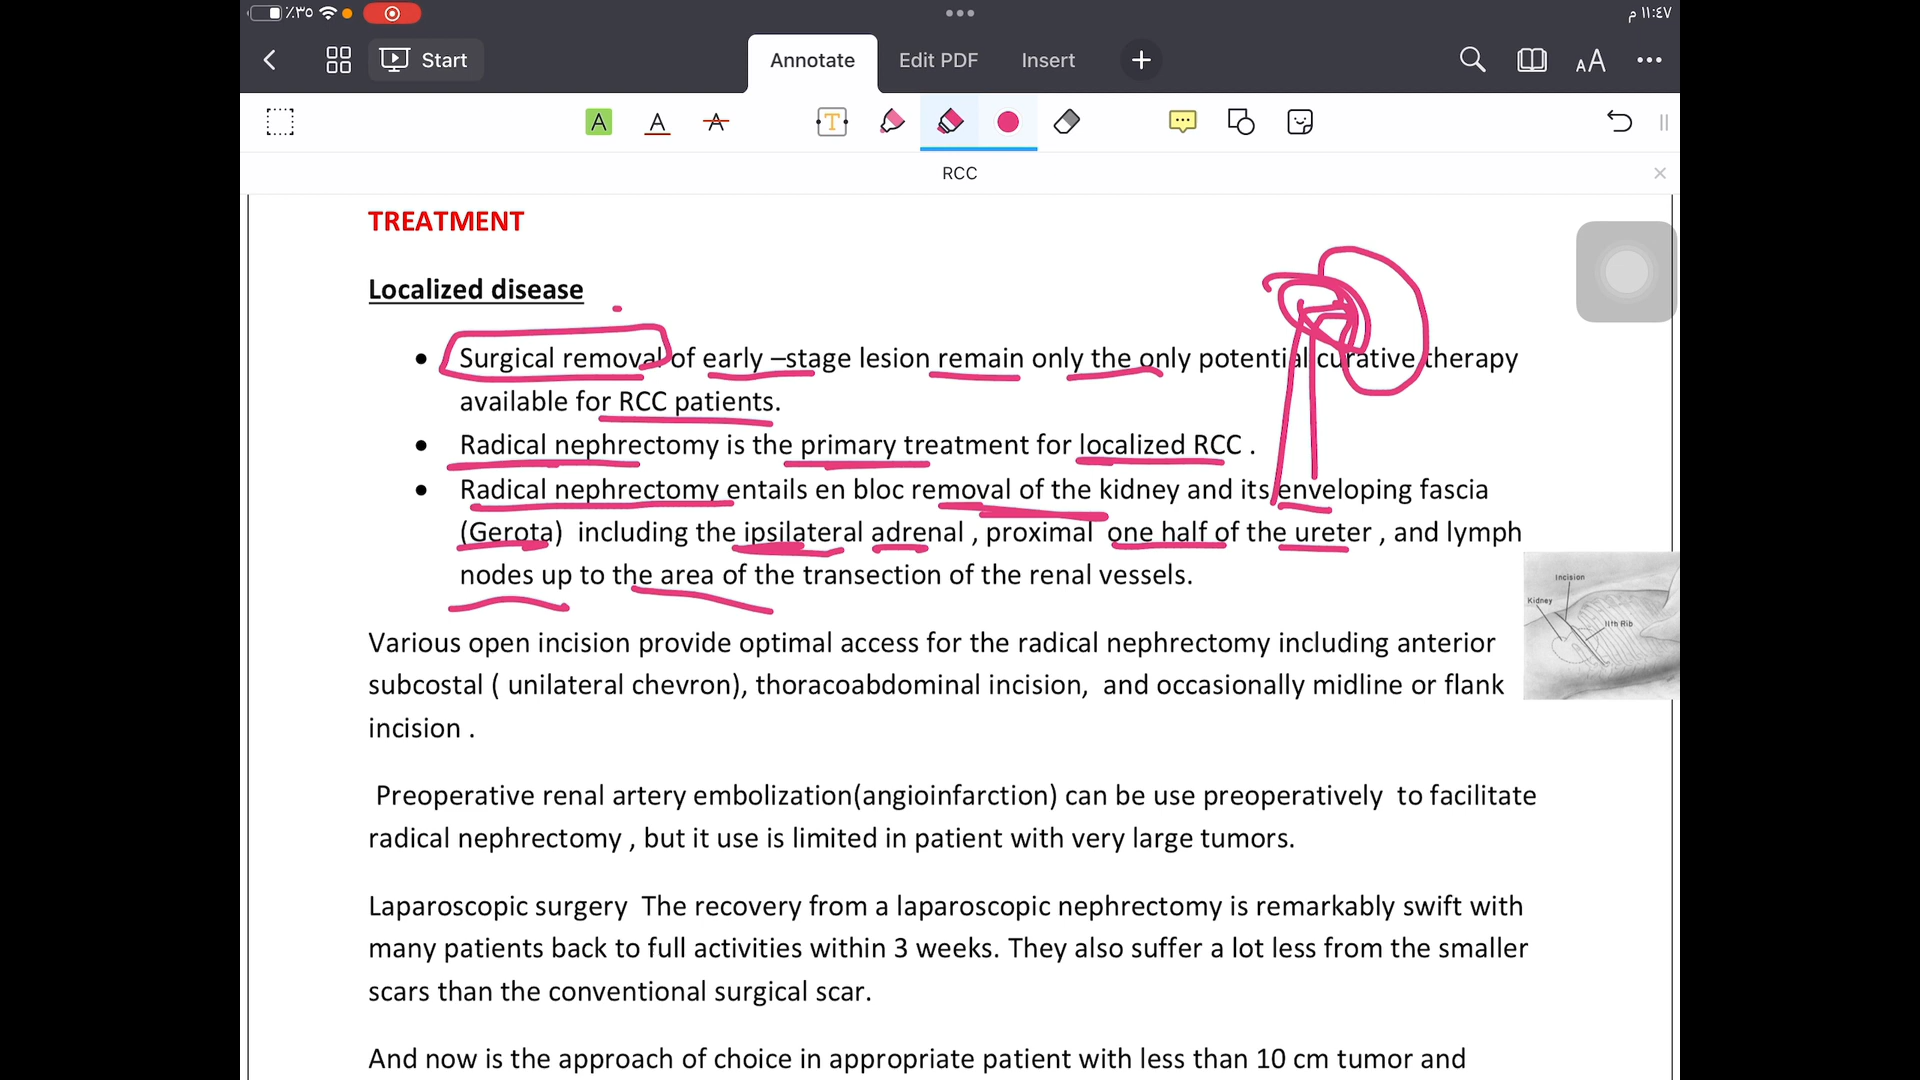 ٪٣٥
١١:٤٧ م
Start
Annotate
Edit PDF
Insert
A A A T
AA
RCC
TREATMENT
Localized disease
• Surgical removal of early –stage lesion remain only the only potential curative therapy
available for RCC patients.
• Radical nephrectomy is the primary treatment for localized RCC .
• Radical nephrectomy entails en bloc removal of the kidney and its enveloping fascia
(Gerota) including the ipsilateral adrenal , proximal one half of the ureter , and lymph
nodes up to the area of the transection of the renal vessels.
Incision
Kidney
11th Rib
Various open incision provide optimal access for the radical nephrectomy including anterior
subcostal ( unilateral chevron), thoracoabdominal incision, and occasionally midline or flank
incision .
Preoperative renal artery embolization(angioinfarction) can be use preoperatively to facilitate
radical nephrectomy , but it use is limited in patient with very large tumors.
Laparoscopic surgery The recovery from a laparoscopic nephrectomy is remarkably swift with
many patients back to full activities within 3 weeks. They also suffer a lot less from the smaller
scars than the conventional surgical scar.
And now is the approach of choice in appropriate patient with less than 10 cm tumor and